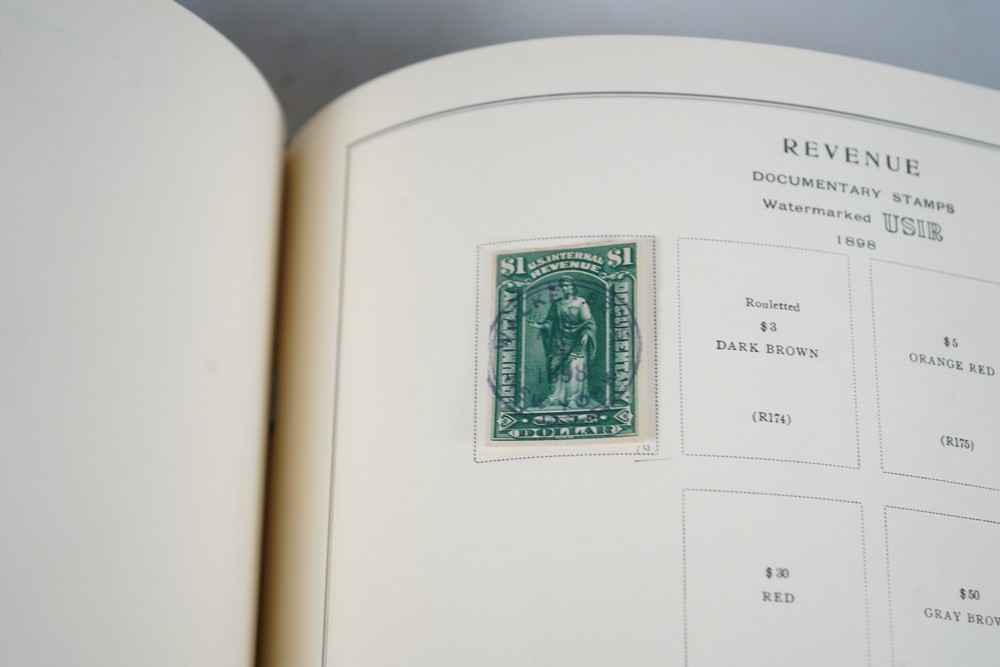 REVENUE
DOCUMENTARY STAMPS
Watermarked USIR
1898
$1 U.S. INTERNAL REVENUE $1
DOCUMENTARY
DOCUMENTARY
1898
ONE
DOLLAR
Rouletted
$3
DARK BROWN
(R174)
$5
ORANGE RED
(R175)
$30
RED
$50
GRAY BROW